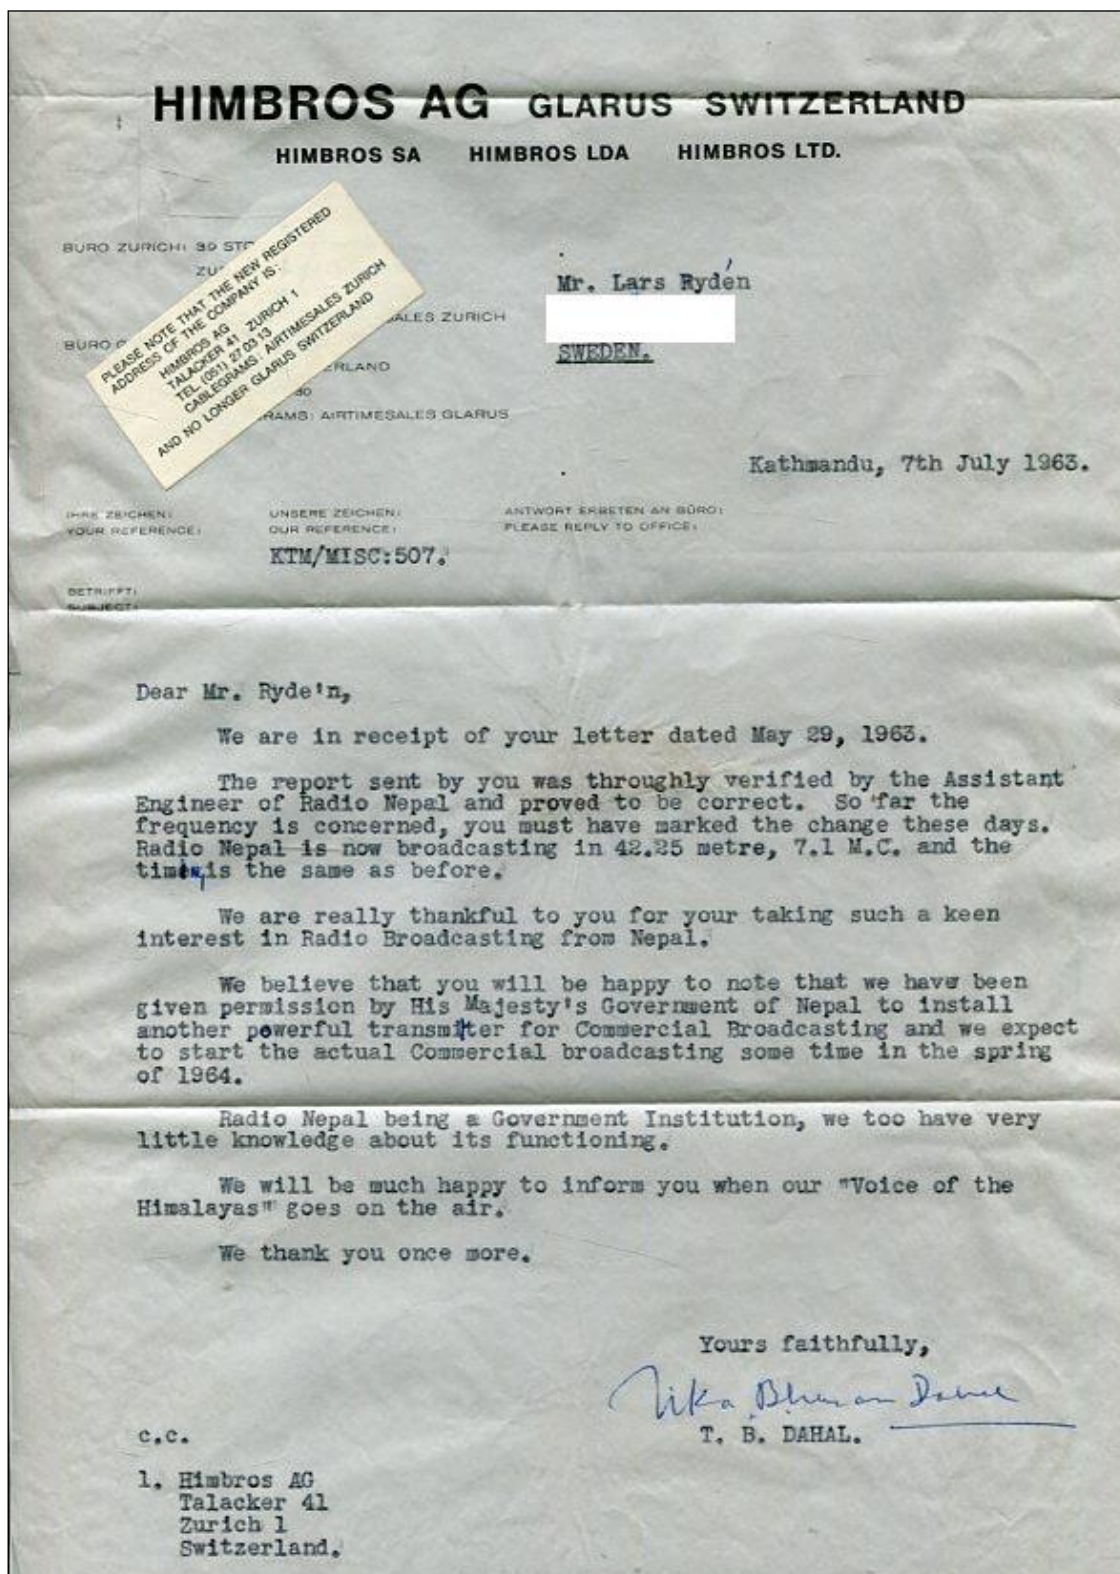 HIMBROS AG GLARUS SWITZERLAND
HIMBROS SA HIMBROS LDA HIMBROS LTD.
BÜRO ZURICH: 39
PLEASE NOTE THAT THE NEW REGISTERED
ADDRESS OF THE COMPANY IS:
HIMBROS AG
TALACKER 41 ZURICH 1
TEL. (051) 27 03 13
CABLEGRAMS: AIRTIMESALES ZURICH
AND NO LONGER GLARUS SWITZERLAND
ZURICH
BÜRO
AIRTIMESALES GLARUS
Mr. Lars Rydén
SWEDEN.
Kathmandu, 7th July 1963.
IHRE ZEICHEN: UNSERE ZEICHEN: ANTWORT ERBETEN AN BÜRO:
YOUR REFERENCE: OUR REFERENCE: PLEASE REPLY TO OFFICE:
KTM/MISC:507.
BETRIFFT:
SUBJECT:
Dear Mr. Ryde'n,
We are in receipt of your letter dated May 29, 1963.
The report sent by you was throughly verified by the Assistant
Engineer of Radio Nepal and proved to be correct. So far the
frequency is concerned, you must have marked the change these days.
Radio Nepal is now broadcasting in 42.25 metre, 7.1 M.C. and the
is the same as before.
We are really thankful to you for your taking such a keen
interest in Radio Broadcasting from Nepal.
We believe that you will be happy to note that we have been
given permission by His Majesty's Government of Nepal to install
another powerful transmitter for Commercial Broadcasting and we expect
to start the actual Commercial broadcasting some time in the spring
of 1964.
Radio Nepal being a Government Institution, we too have very
little knowledge about its functioning.
We will be much happy to inform you when our "Voice of the
Himalayas" goes on the air.
We thank you once more.
Yours faithfully,
Tika Bhusan Dahal
T. B. DAHAL.
c.c.
1. Himbros AG
Talacker 41
Zurich 1
Switzerland.